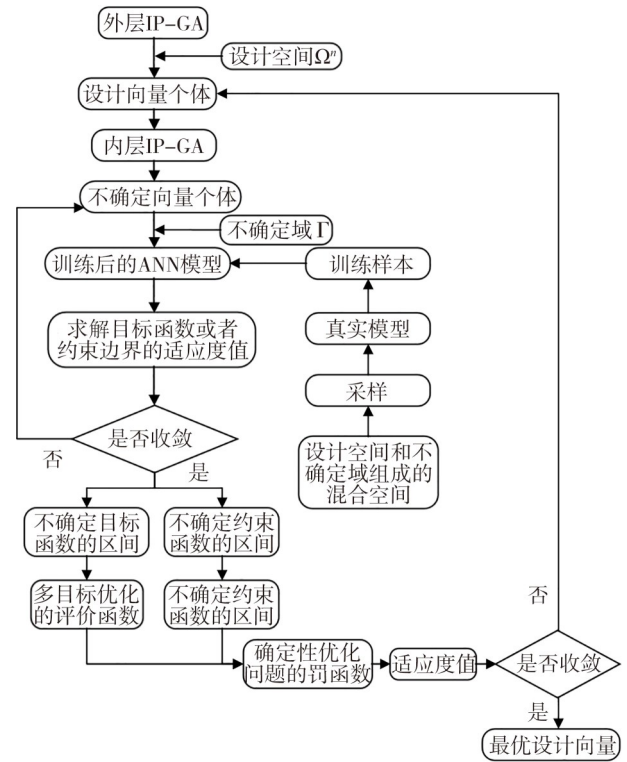 外层IP-GA
设计空间Ωⁿ
设计向量个体
内层IP-GA
不确定向量个体
不确定域Γ
训练后的ANN模型
训练样本
求解目标函数或者
约束边界的适应度值
真实模型
采样
是否收敛
否
是
设计空间和不
确定域组成的
混合空间
不确定目标
函数的区间
不确定约束
函数的区间
多目标优化
的评价函数
不确定约束
函数的区间
否
确定性优化
问题的罚函数
适应度值
是否收敛
是
最优设计向量